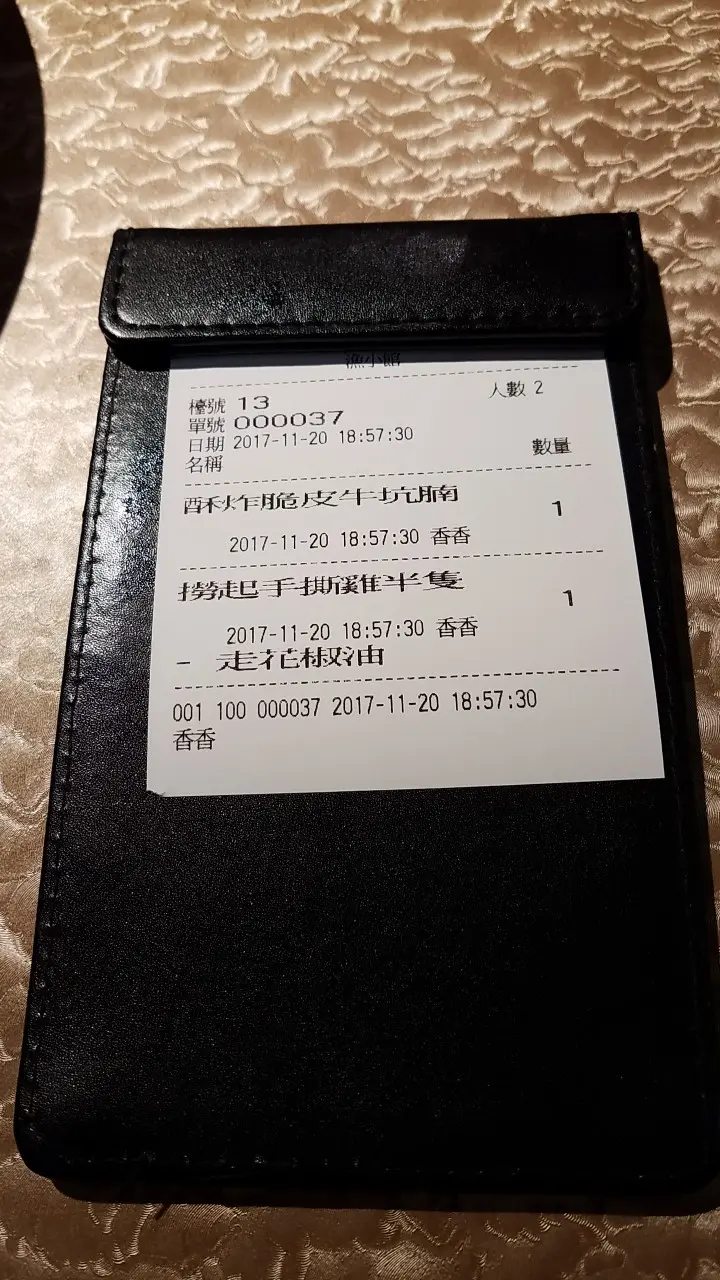 漁小館
檯號 13
人數 2
單號 000037
日期 2017-11-20 18:57:30
名稱 數量
酥炸脆皮牛坑腩 1
2017-11-20 18:57:30 香香
撈起手撕雞半隻 1
2017-11-20 18:57:30 香香
- 走花椒油
001 100 000037 2017-11-20 18:57:30
香香